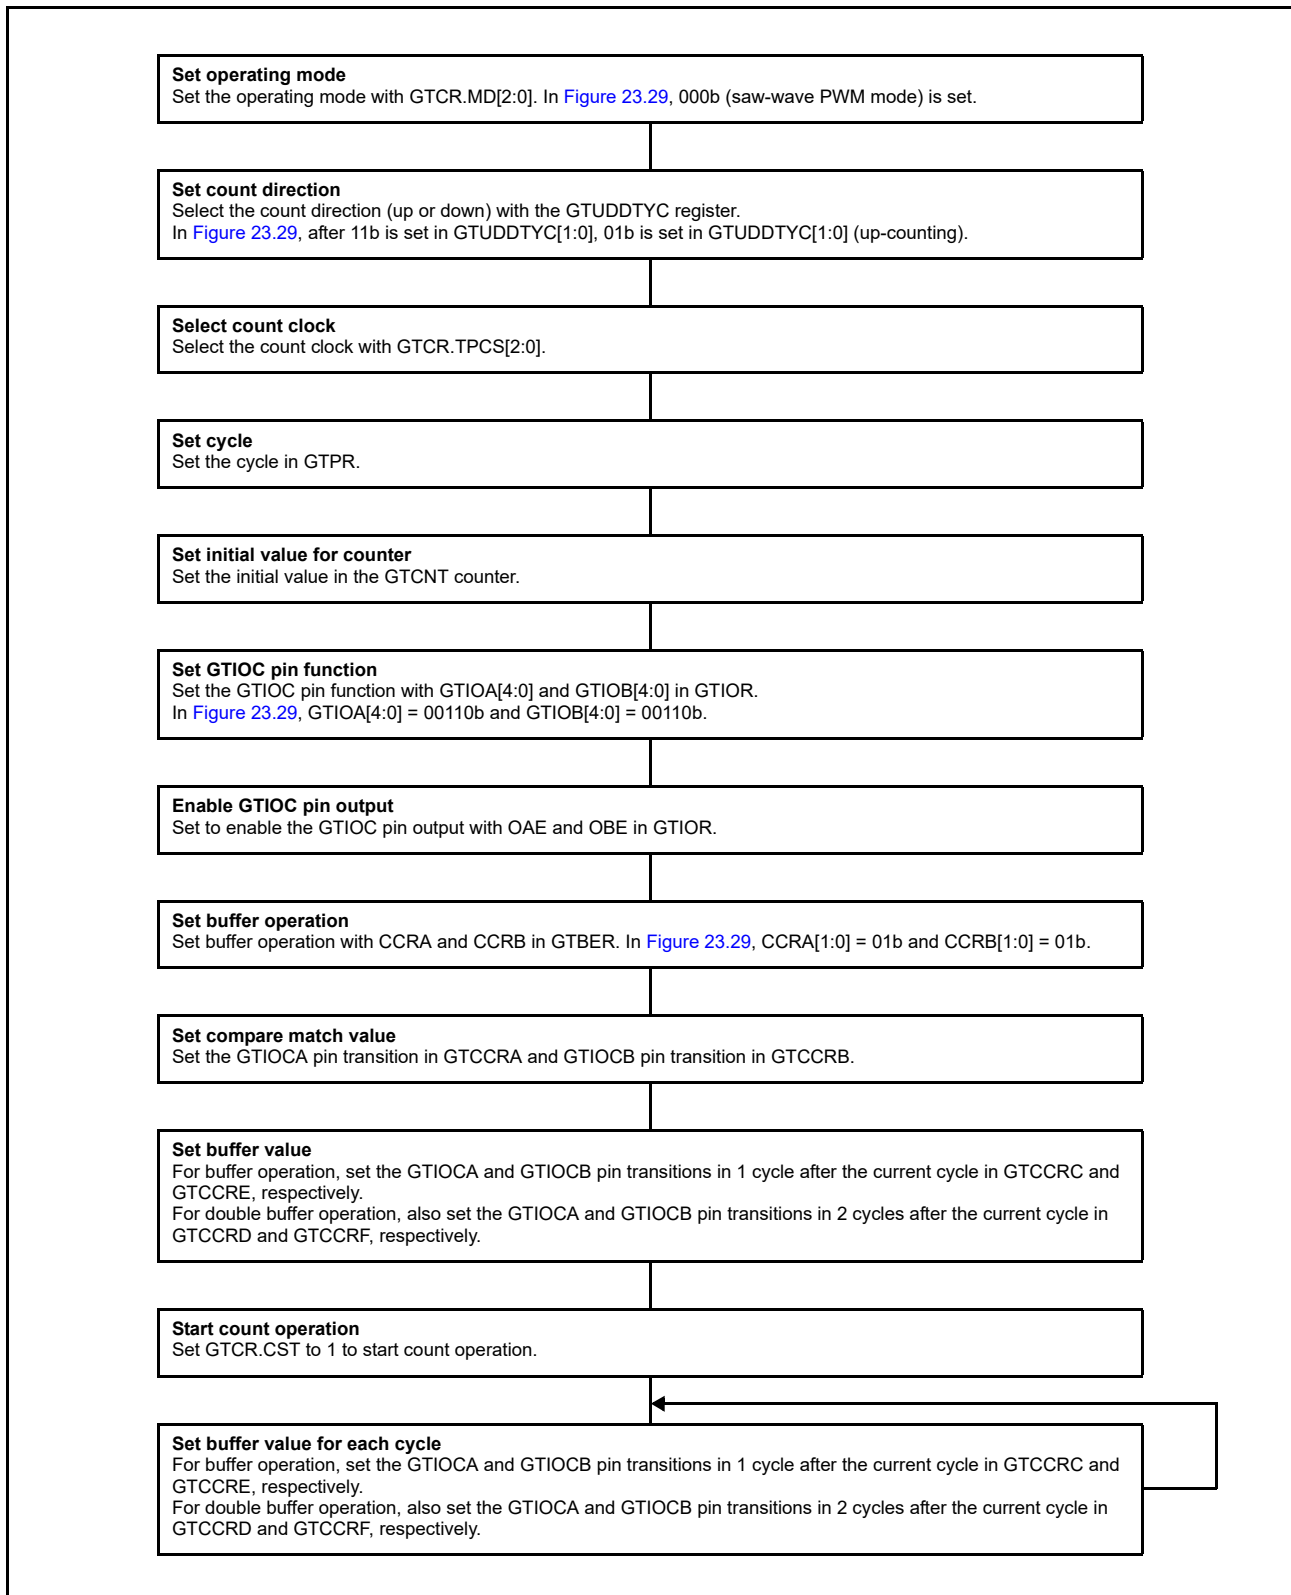 Set operating mode
Set the operating mode with GTCR.MD[2:0]. In Figure 23.29, 000b (saw-wave PWM mode) is set.
Set count direction
Select the count direction (up or down) with the GTUDDTYC register.
In Figure 23.29, after 11b is set in GTUDDTYC[1:0], 01b is set in GTUDDTYC[1:0] (up-counting).
Select count clock
Select the count clock with GTCR.TPCS[2:0].
Set cycle
Set the cycle in GTPR.
Set initial value for counter
Set the initial value in the GTCNT counter.
Set GTIOC pin function
Set the GTIOC pin function with GTIOA[4:0] and GTIOB[4:0] in GTIOR.
In Figure 23.29, GTIOA[4:0] = 00110b and GTIOB[4:0] = 00110b.
Enable GTIOC pin output
Set to enable the GTIOC pin output with OAE and OBE in GTIOR.
Set buffer operation
Set buffer operation with CCRA and CCRB in GTBER. In Figure 23.29, CCRA[1:0] = 01b and CCRB[1:0] = 01b.
Set compare match value
Set the GTIOCA pin transition in GTCCRA and GTIOCB pin transition in GTCCRB.
Set buffer value
For buffer operation, set the GTIOCA and GTIOCB pin transitions in 1 cycle after the current cycle in GTCCRC and
GTCCRE, respectively.
For double buffer operation, also set the GTIOCA and GTIOCB pin transitions in 2 cycles after the current cycle in
GTCCRD and GTCCRF, respectively.
Start count operation
Set GTCR.CST to 1 to start count operation.
Set buffer value for each cycle
For buffer operation, set the GTIOCA and GTIOCB pin transitions in 1 cycle after the current cycle in GTCCRC and
GTCCRE, respectively.
For double buffer operation, also set the GTIOCA and GTIOCB pin transitions in 2 cycles after the current cycle in
GTCCRD and GTCCRF, respectively.